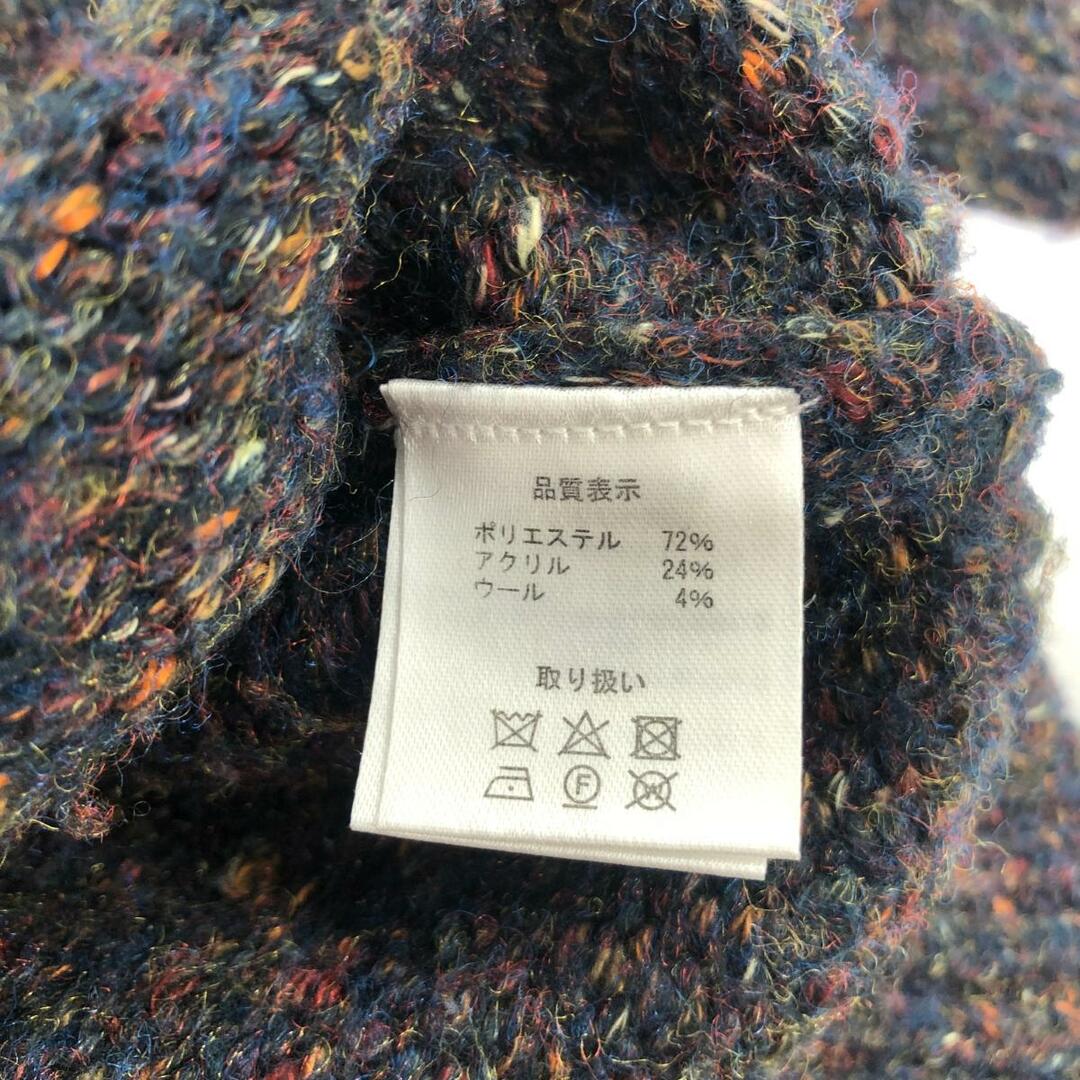 品質表示
ポリエステル 72%
アクリル 24%
ウール 4%
取り扱い
F W